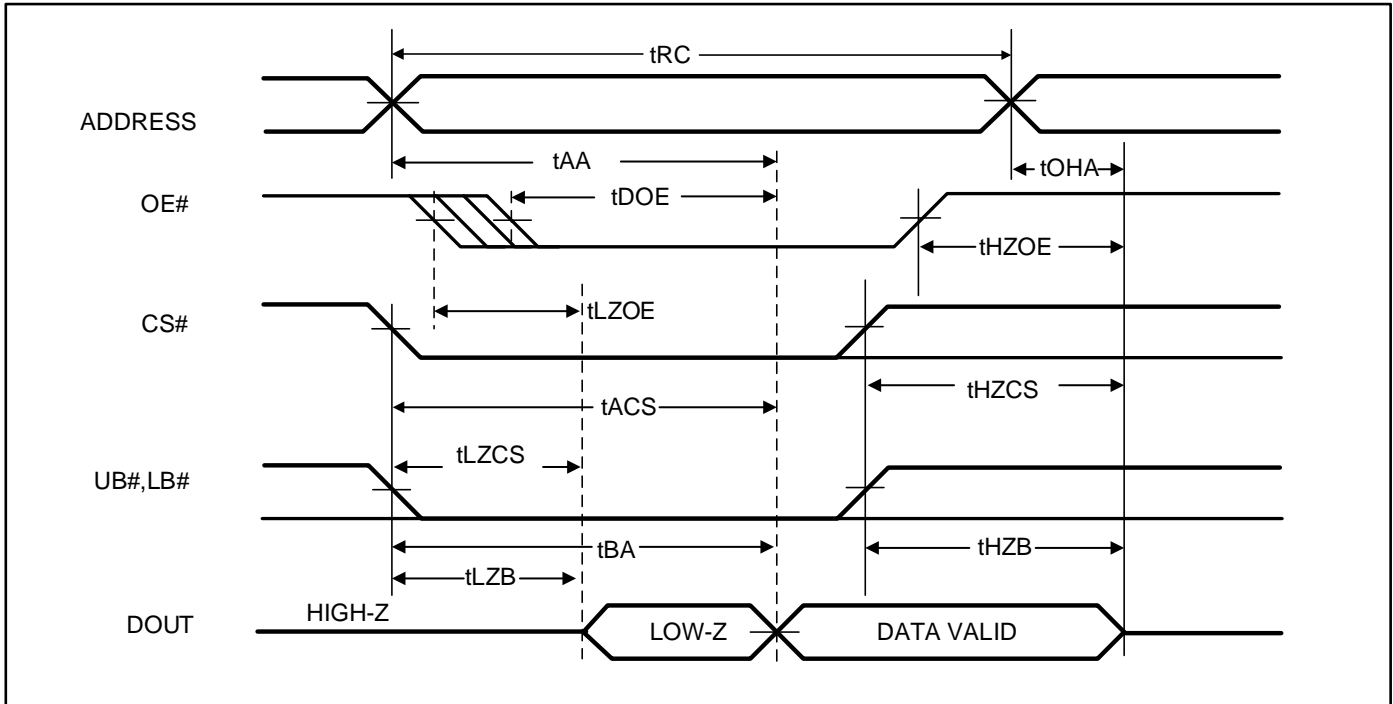 tRC
ADDRESS
tAA
tOHA
OE#
tDOE
tHZOE
tLZOE
CS#
tHZCS
tACS
tLZCS
UB#,LB#
tBA
tHZB
tLZB
HIGH-Z
DOUT
LOW-Z
DATA VALID